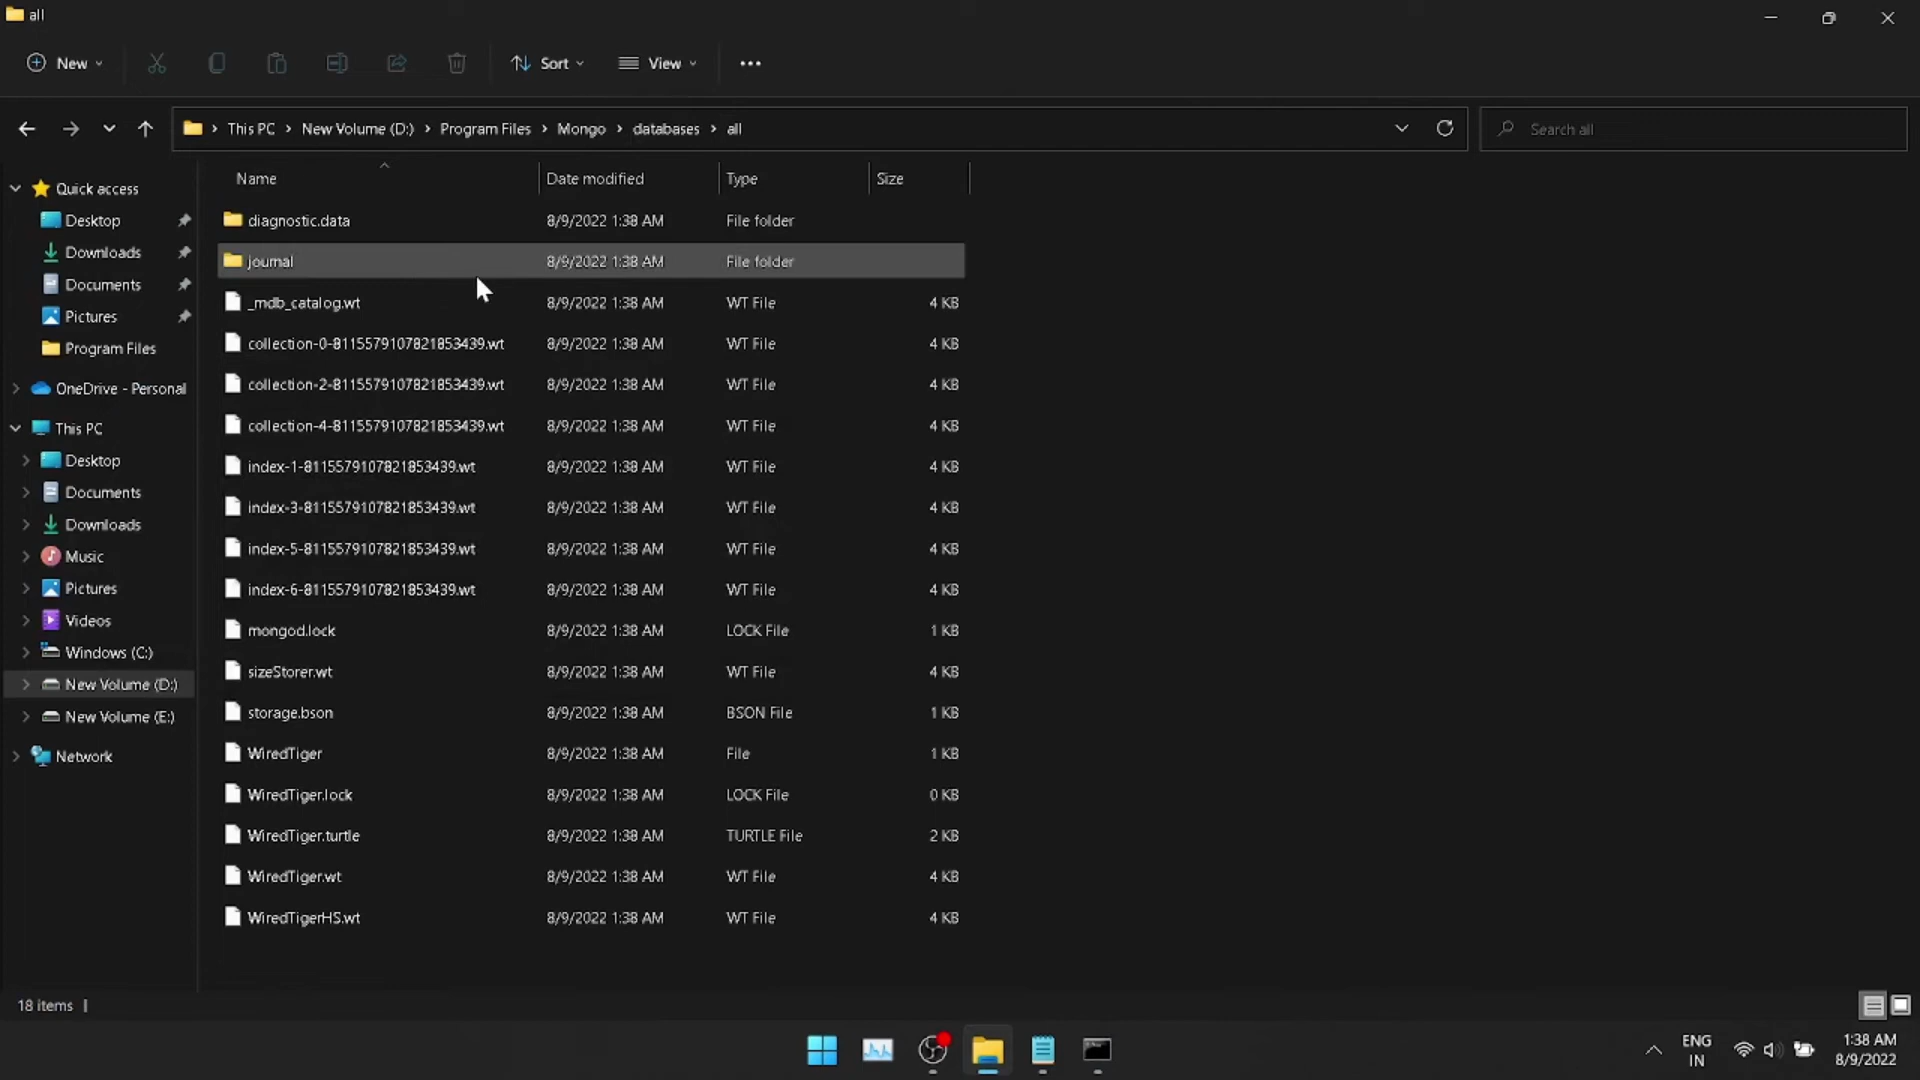 all
New
Sort
View
This PC
New Volume (D:)
Program Files
Mongo
databases
all
Search all
Quick access
Desktop
Downloads
Documents
Pictures
Program Files
OneDrive - Personal
This PC
Desktop
Documents
Downloads
Music
Pictures
Videos
Windows (C:)
New Volume (D:)
New Volume (E:)
Network
Name Date modified Type Size
diagnostic.data 8/9/2022 1:38 AM File folder
journal 8/9/2022 1:38 AM File folder
_mdb_catalog.wt 8/9/2022 1:38 AM WT File 4 KB
collection-0-8115579107821853439.wt 8/9/2022 1:38 AM WT File 4 KB
collection-2-8115579107821853439.wt 8/9/2022 1:38 AM WT File 4 KB
collection-4-8115579107821853439.wt 8/9/2022 1:38 AM WT File 4 KB
index-1-8115579107821853439.wt 8/9/2022 1:38 AM WT File 4 KB
index-3-8115579107821853439.wt 8/9/2022 1:38 AM WT File 4 KB
index-5-8115579107821853439.wt 8/9/2022 1:38 AM WT File 4 KB
index-6-8115579107821853439.wt 8/9/2022 1:38 AM WT File 4 KB
mongod.lock 8/9/2022 1:38 AM LOCK File 1 KB
sizeStorer.wt 8/9/2022 1:38 AM WT File 4 KB
storage.bson 8/9/2022 1:38 AM BSON File 1 KB
WiredTiger 8/9/2022 1:38 AM File 1 KB
WiredTiger.lock 8/9/2022 1:38 AM LOCK File 0 KB
WiredTiger.turtle 8/9/2022 1:38 AM TURTLE File 2 KB
WiredTiger.wt 8/9/2022 1:38 AM WT File 4 KB
WiredTigerHS.wt 8/9/2022 1:38 AM WT File 4 KB
18 items
ENG
IN
1:38 AM
8/9/2022